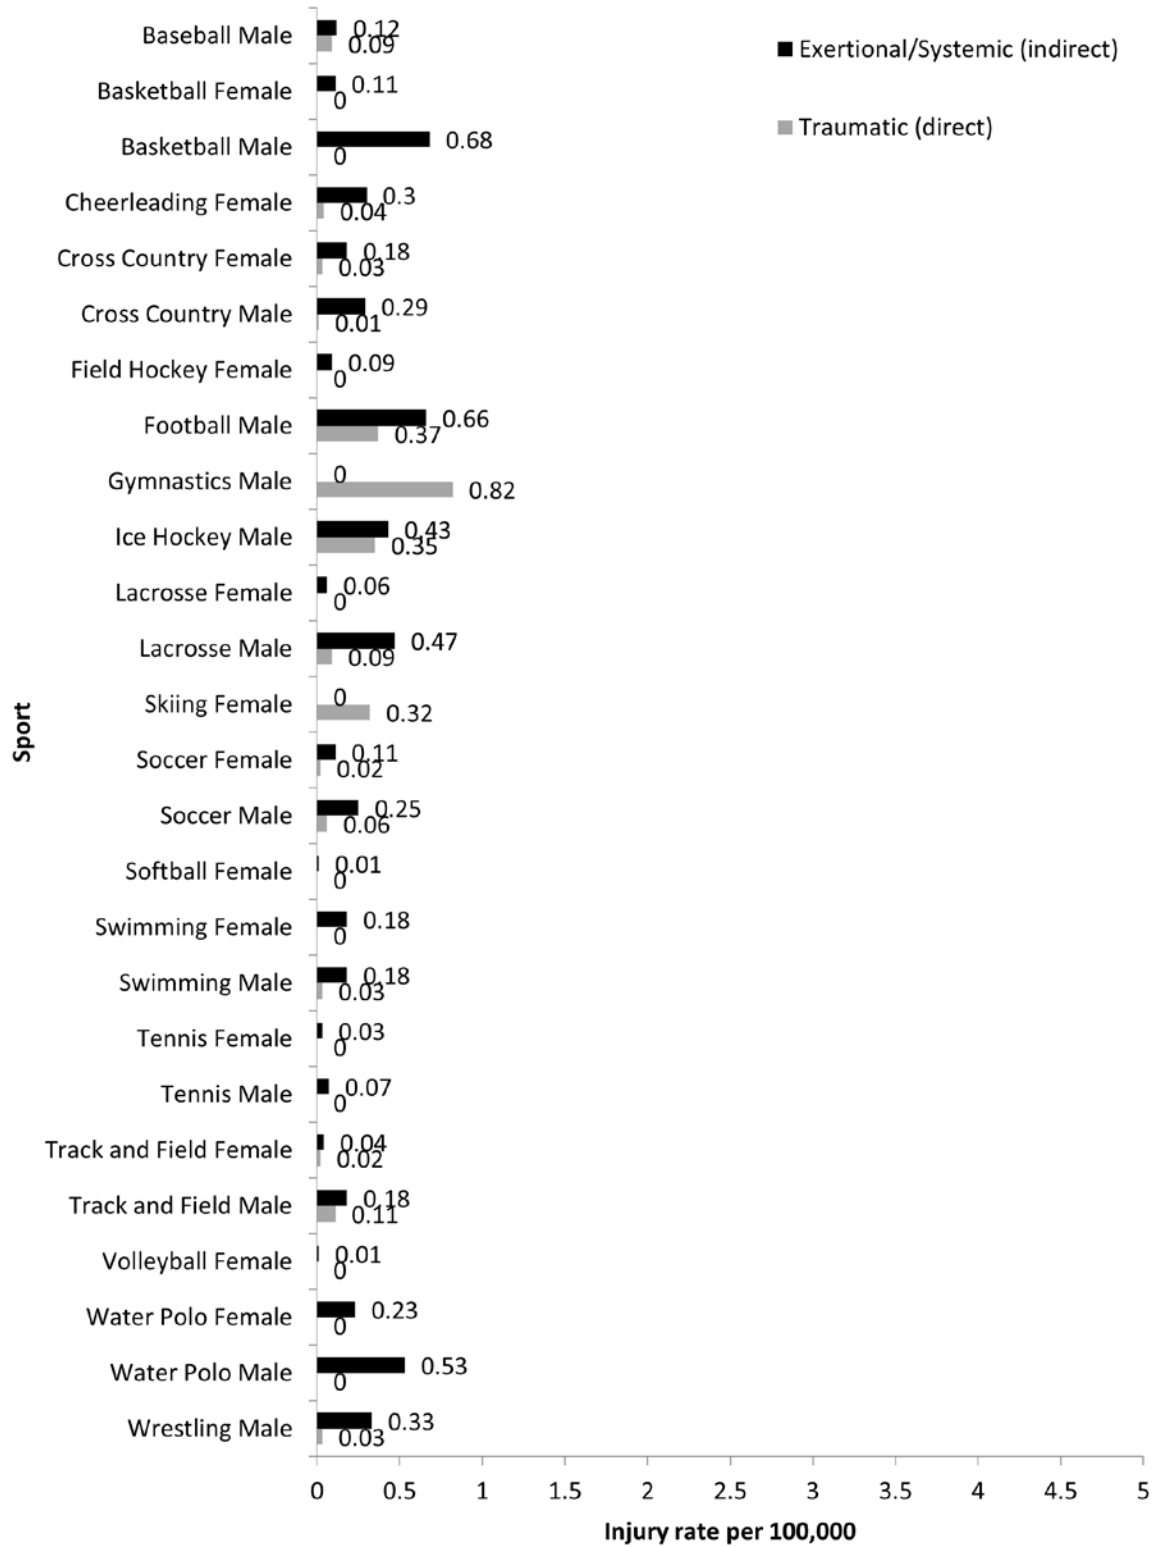 Exertional/Systemic (indirect)
Traumatic (direct)
Sport
Baseball Male 0.12 0.09
Basketball Female 0.11 0
Basketball Male 0.68 0
Cheerleading Female 0.3 0.04
Cross Country Female 0.18 0.03
Cross Country Male 0.29 0.01
Field Hockey Female 0.09 0
Football Male 0.66 0.37
Gymnastics Male 0 0.82
Ice Hockey Male 0.43 0.35
Lacrosse Female 0.06 0
Lacrosse Male 0.47 0.09
Skiing Female 0 0.32
Soccer Female 0.11 0.02
Soccer Male 0.25 0.06
Softball Female 0.01 0
Swimming Female 0.18 0
Swimming Male 0.18 0.03
Tennis Female 0.03 0
Tennis Male 0.07 0
Track and Field Female 0.04 0.02
Track and Field Male 0.18 0.11
Volleyball Female 0.01 0
Water Polo Female 0.23 0
Water Polo Male 0.53 0
Wrestling Male 0.33 0.03
0 0.5 1 1.5 2 2.5 3 3.5 4 4.5 5
Injury rate per 100,000